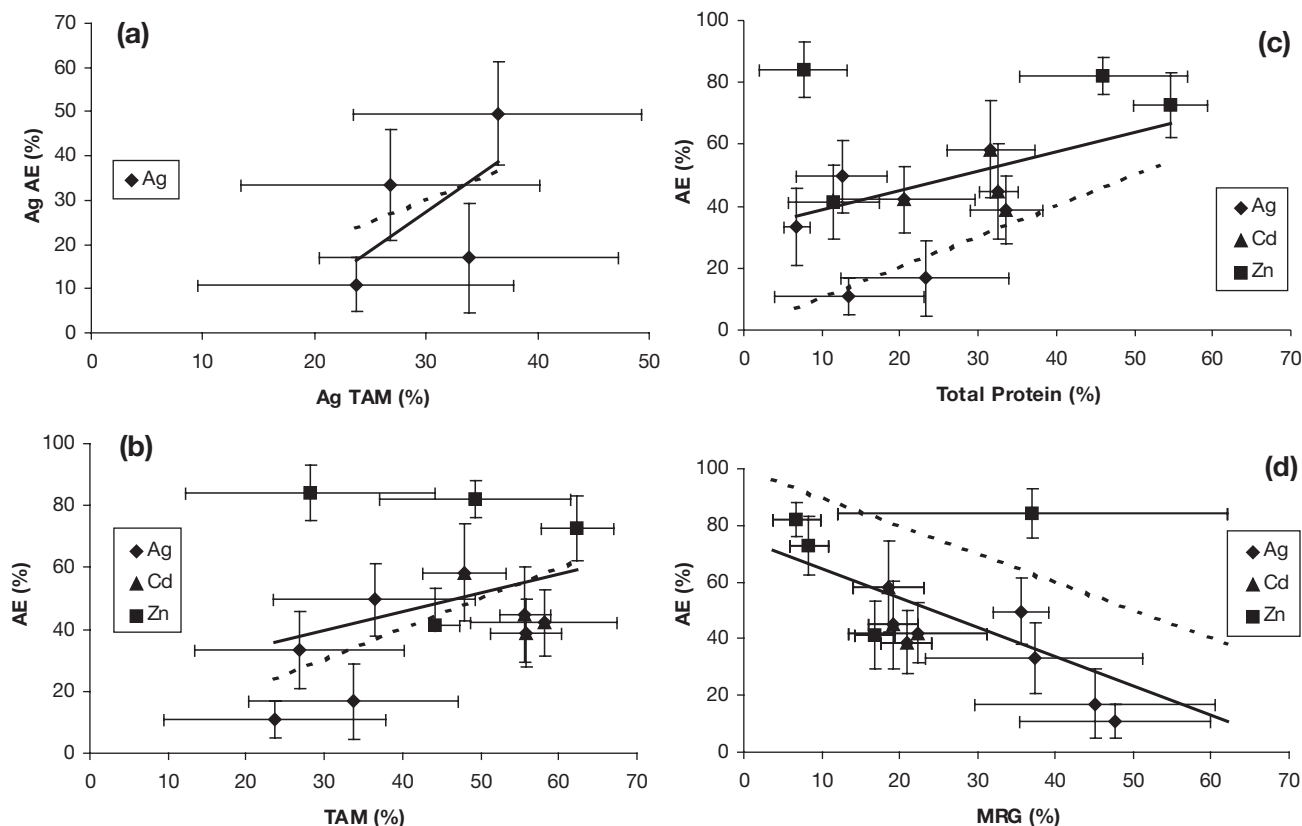 (a)
70
60
50
40
30
20
10
0
Ag AE (%)
Ag
0 10 20 30 40 50
Ag TAM (%)
(b)
100
80
60
40
20
0
AE (%)
Ag
Cd
Zn
0 10 20 30 40 50 60 70
TAM (%)
(c)
100
80
60
40
20
0
AE (%)
Ag
Cd
Zn
0 10 20 30 40 50 60 70
Total Protein (%)
(d)
100
80
60
40
20
0
AE (%)
Ag
Cd
Zn
0 10 20 30 40 50 60 70
MRG (%)